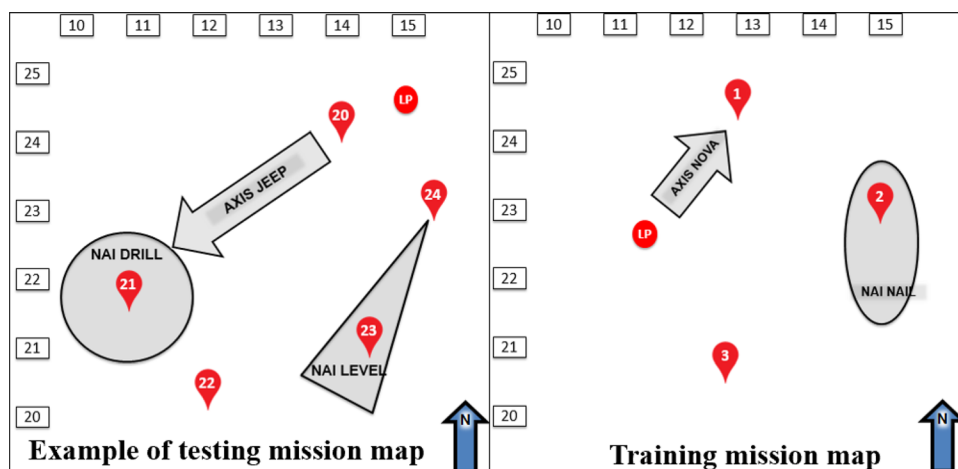 10 11 12 13 14 15
25
24
23
22
21
20
LP
20
AXIS JEEP
24
NAI DRILL
21
23
NAI LEVEL
22
N
Example of testing mission map
10 11 12 13 14 15
25
24
23
22
21
20
1
AXIS NOVA
2
LP
NAI NAIL
3
N
Training mission map